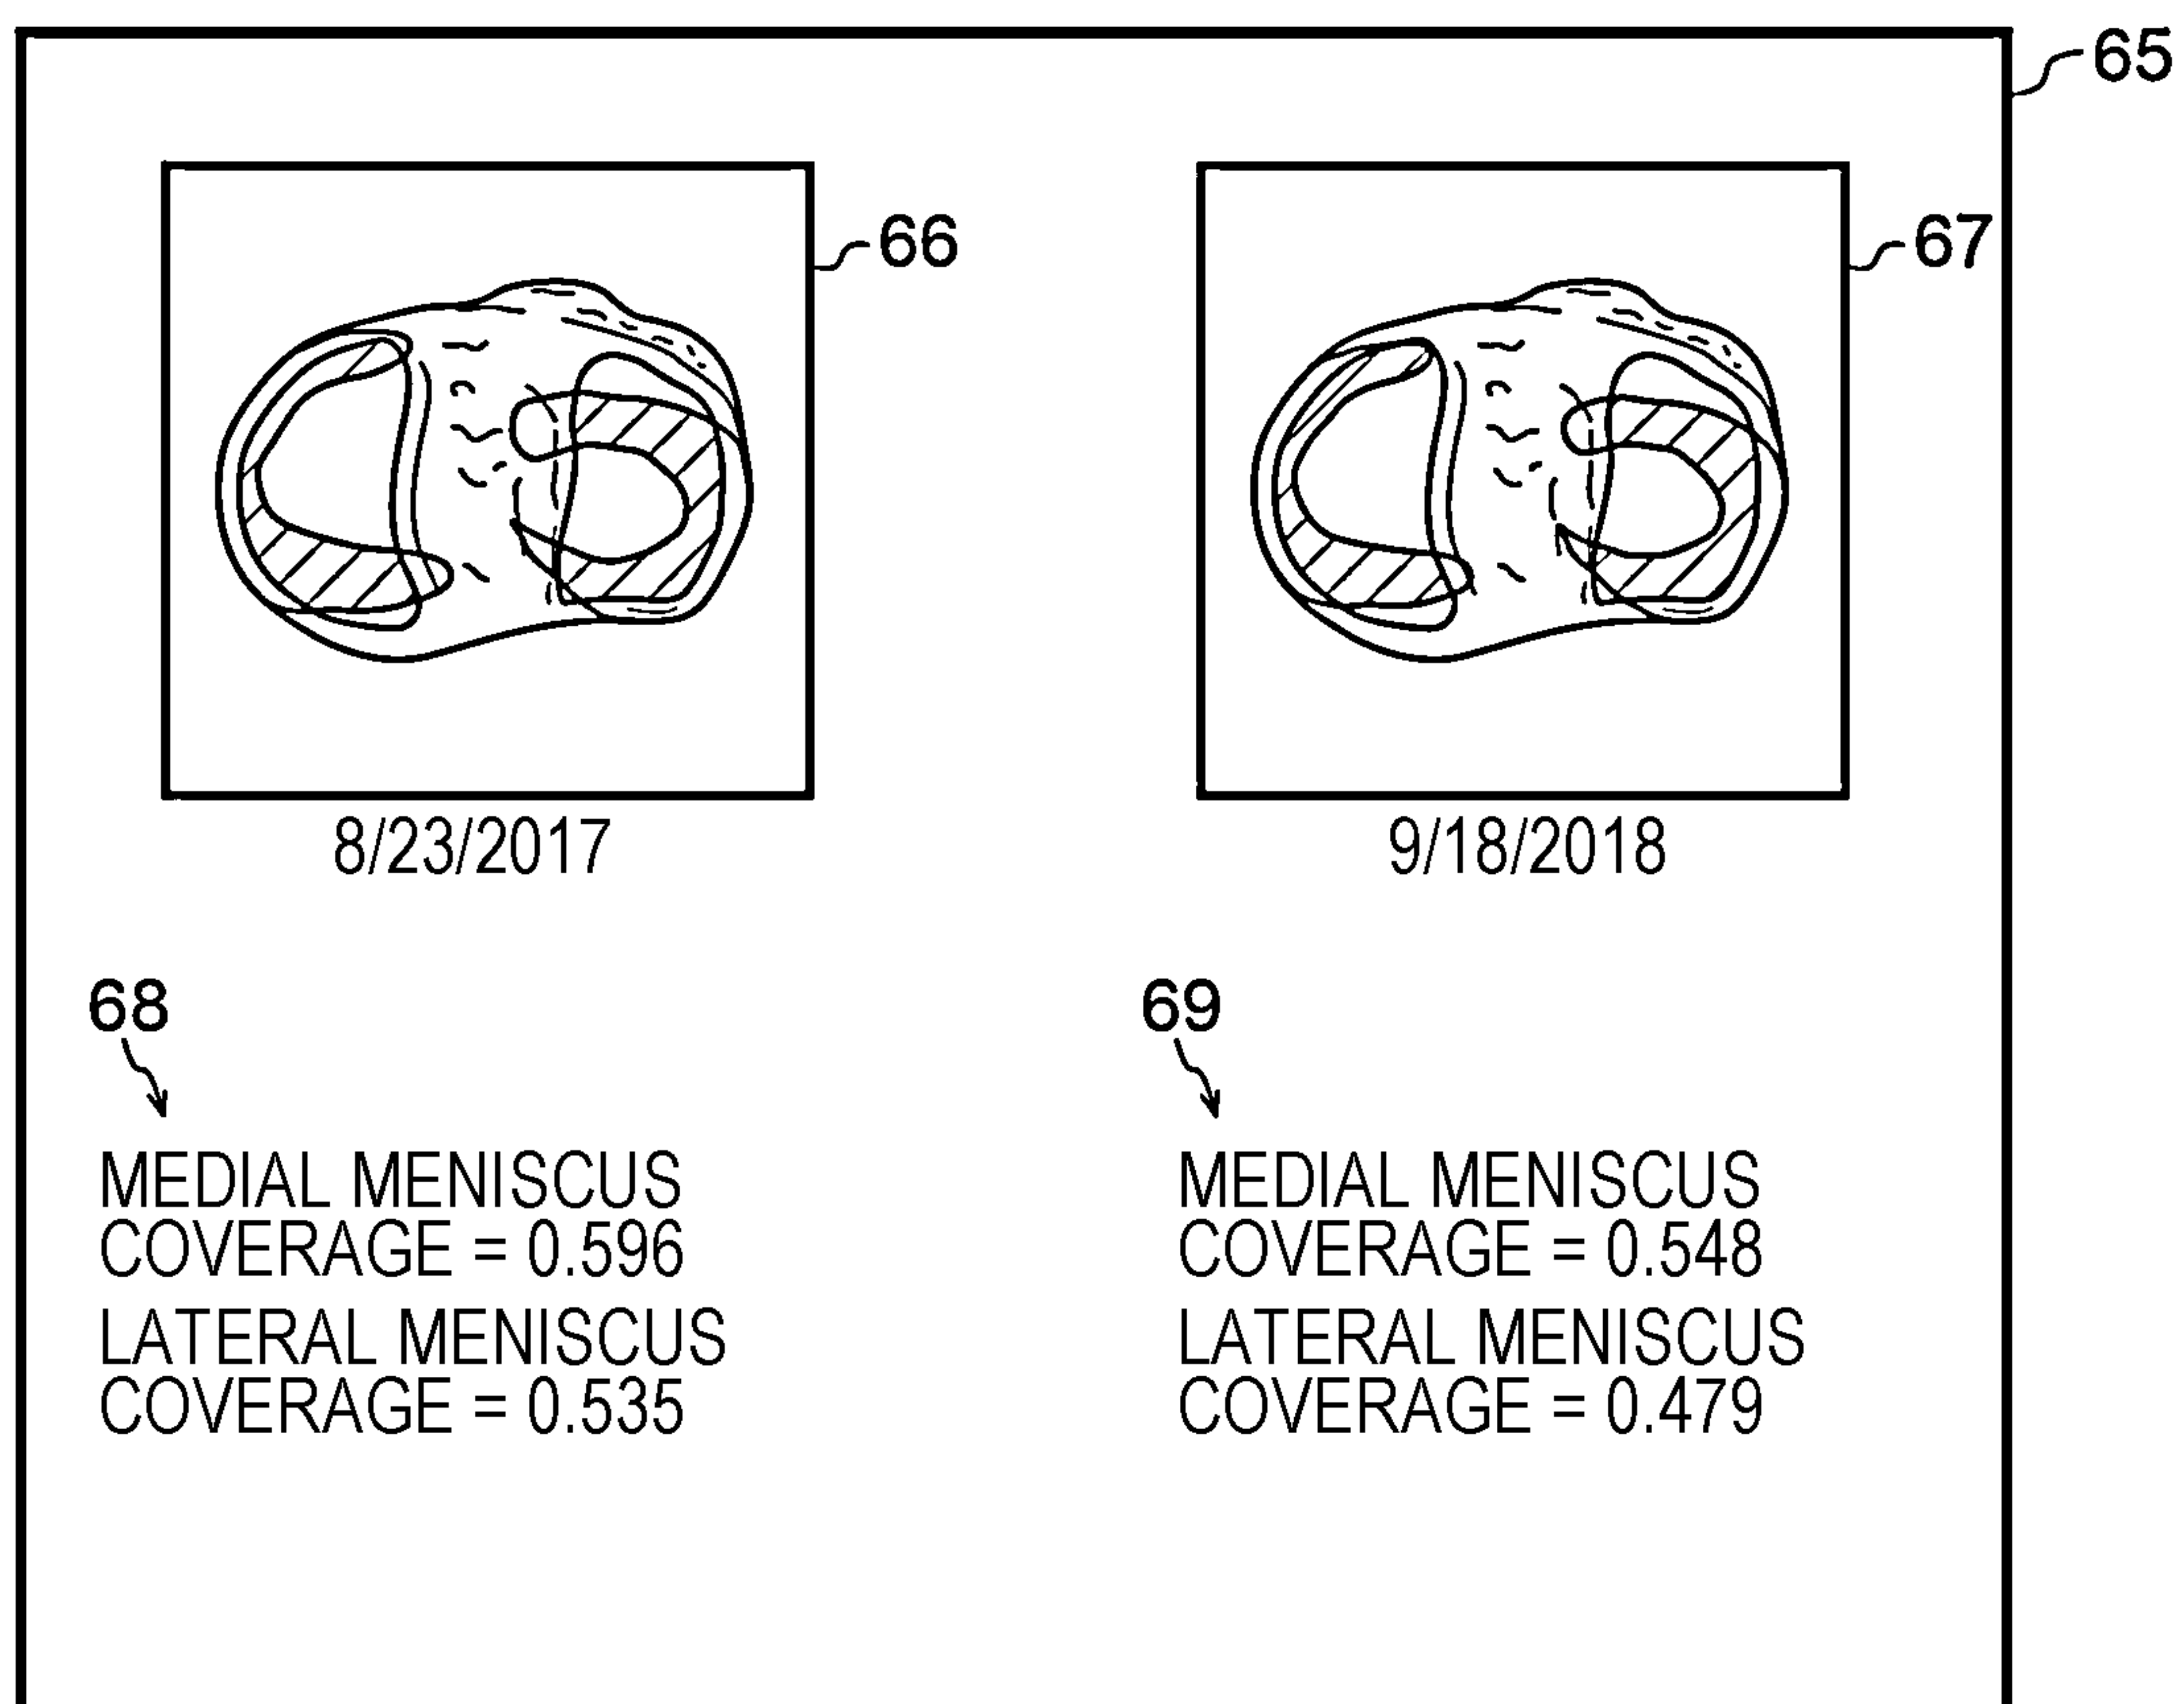 65
66
67
8/23/2017
9/18/2018
68
MEDIAL MENISCUS
COVERAGE = 0.596
LATERAL MENISCUS
COVERAGE = 0.535
69
MEDIAL MENISCUS
COVERAGE = 0.548
LATERAL MENISCUS
COVERAGE = 0.479